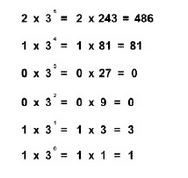 2 x 3⁵ = 2 x 243 = 486
1 x 3⁴ = 1 x 81 = 81
0 x 3³ = 0 x 27 = 0
0 x 3² = 0 x 9 = 0
1 x 3¹ = 1 x 3 = 3
1 x 3⁰ = 1 x 1 = 1